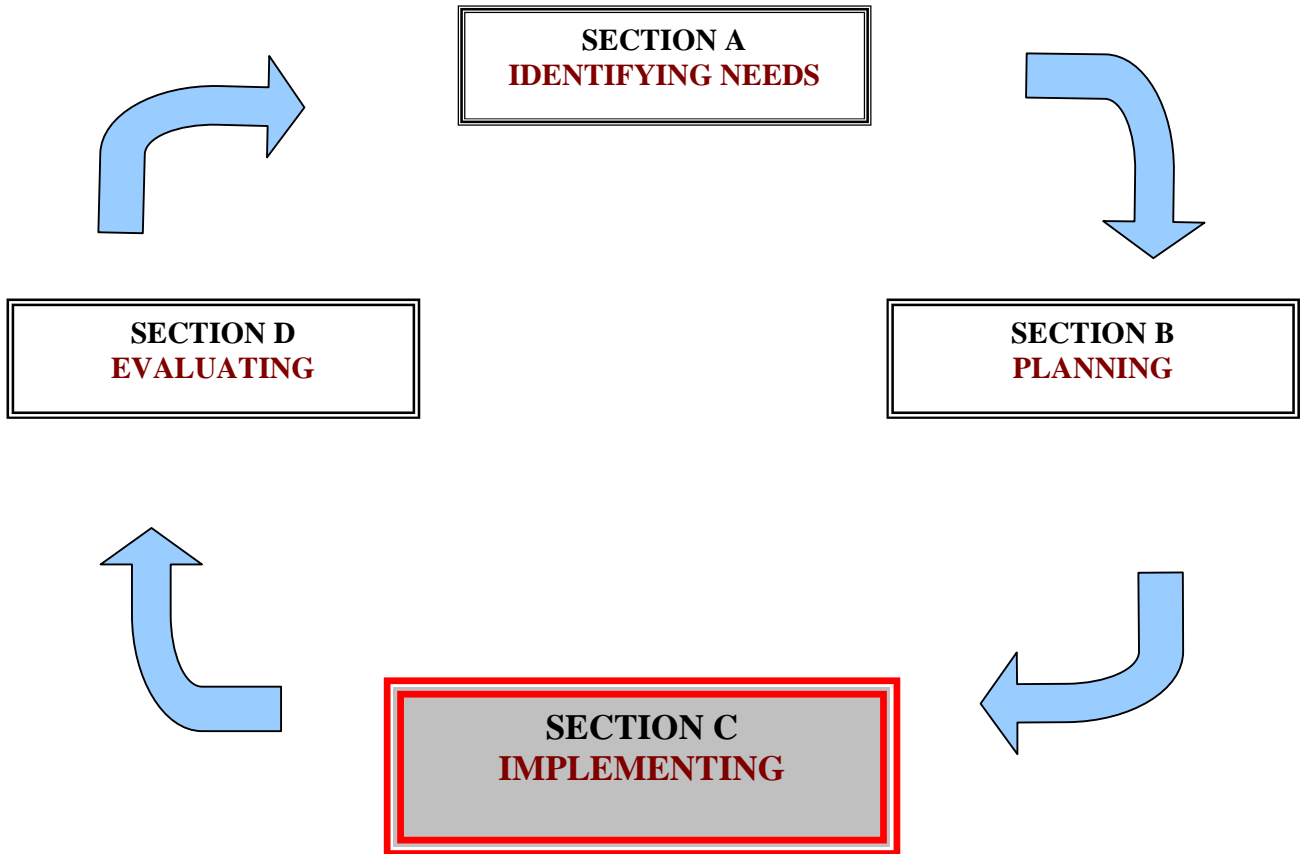 SECTION A
IDENTIFYING NEEDS
SECTION D
EVALUATING
SECTION B
PLANNING
SECTION C
IMPLEMENTING